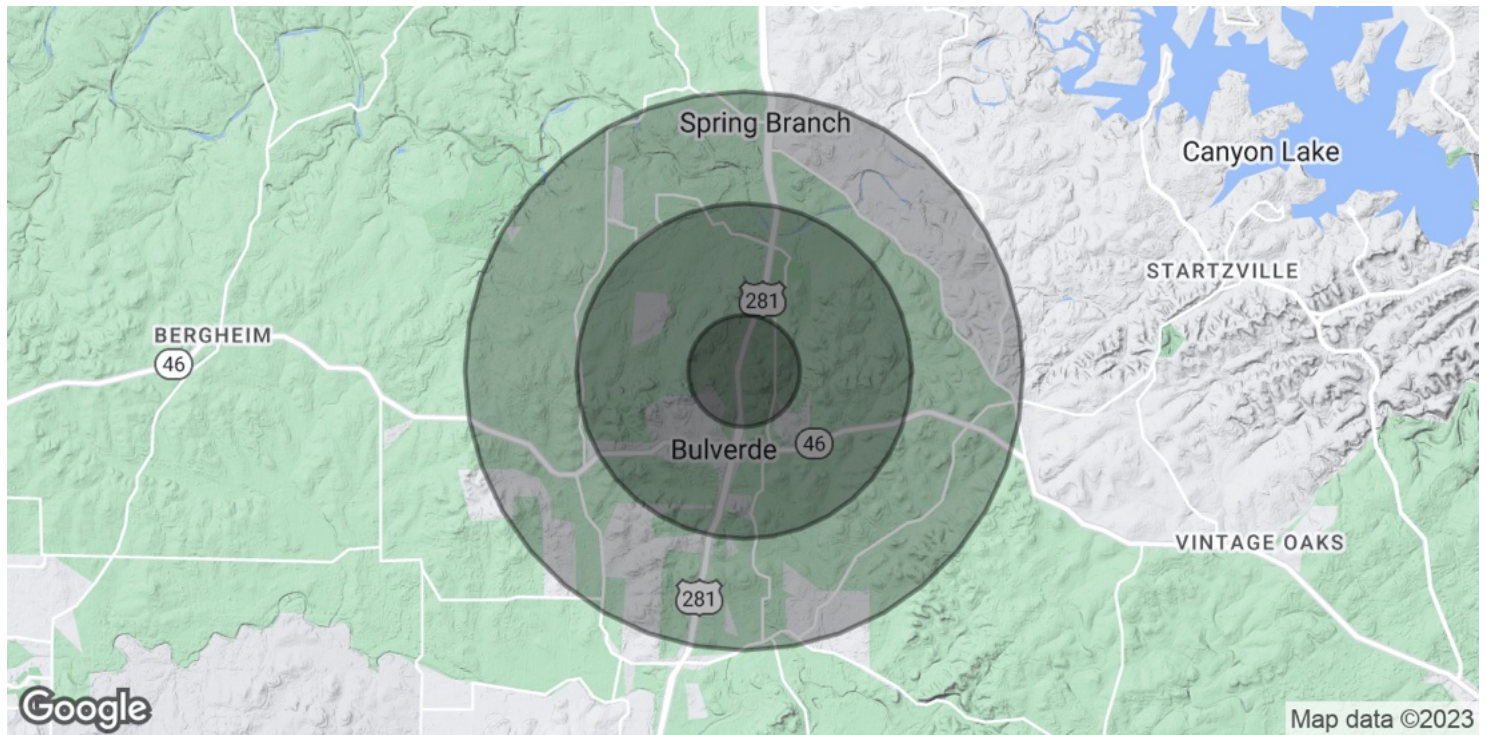 Spring Branch
Canyon Lake
STARTZVILLE
281
BERGHEIM
46
46
Bulverde
VINTAGE OAKS
281
Google
Map data ©2023